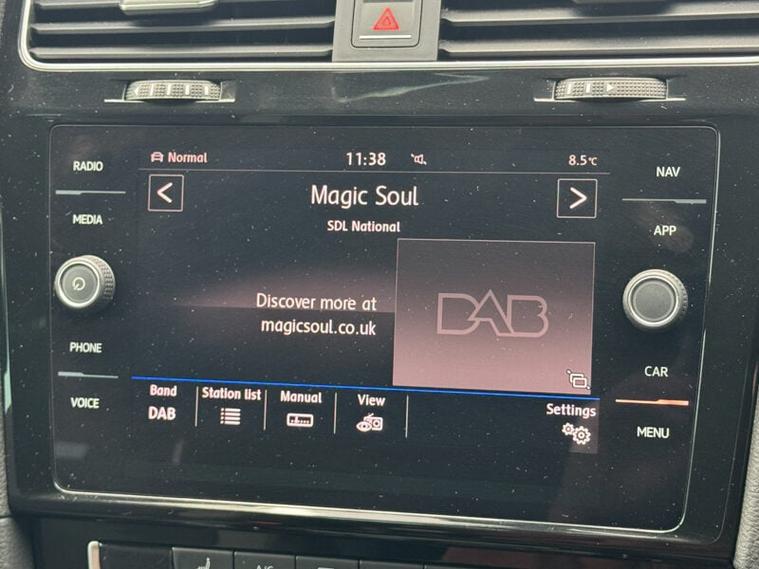 RADIO
MEDIA
PHONE
VOICE
Normal
11:38
8.5°C
Magic Soul
SDL National
Discover more at
magicsoul.co.uk
DAB
Band
DAB
Station list
Manual
View
Settings
NAV
APP
CAR
MENU
A/C